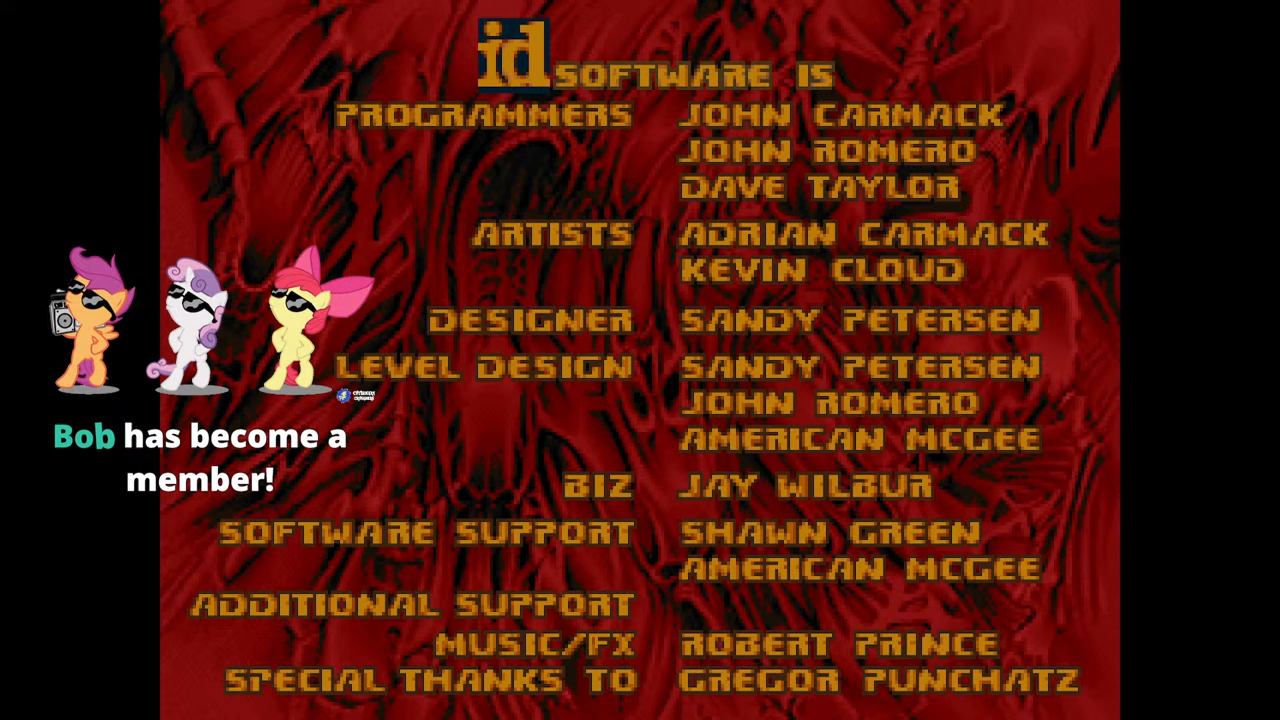 id SOFTWARE IS
PROGRAMMERS JOHN CARMACK
JOHN ROMERO
DAVE TAYLOR
ARTISTS ADRIAN CARMACK
KEVIN CLOUD
DESIGNER SANDY PETERSEN
LEVEL DESIGN SANDY PETERSEN
JOHN ROMERO
AMERICAN MCGEE
BIZ JAY WILBUR
SOFTWARE SUPPORT SHAWN GREEN
AMERICAN MCGEE
ADDITIONAL SUPPORT
MUSIC/FX ROBERT PRINCE
SPECIAL THANKS TO GREGOR PUNCHATZ
Bob has become a
member!